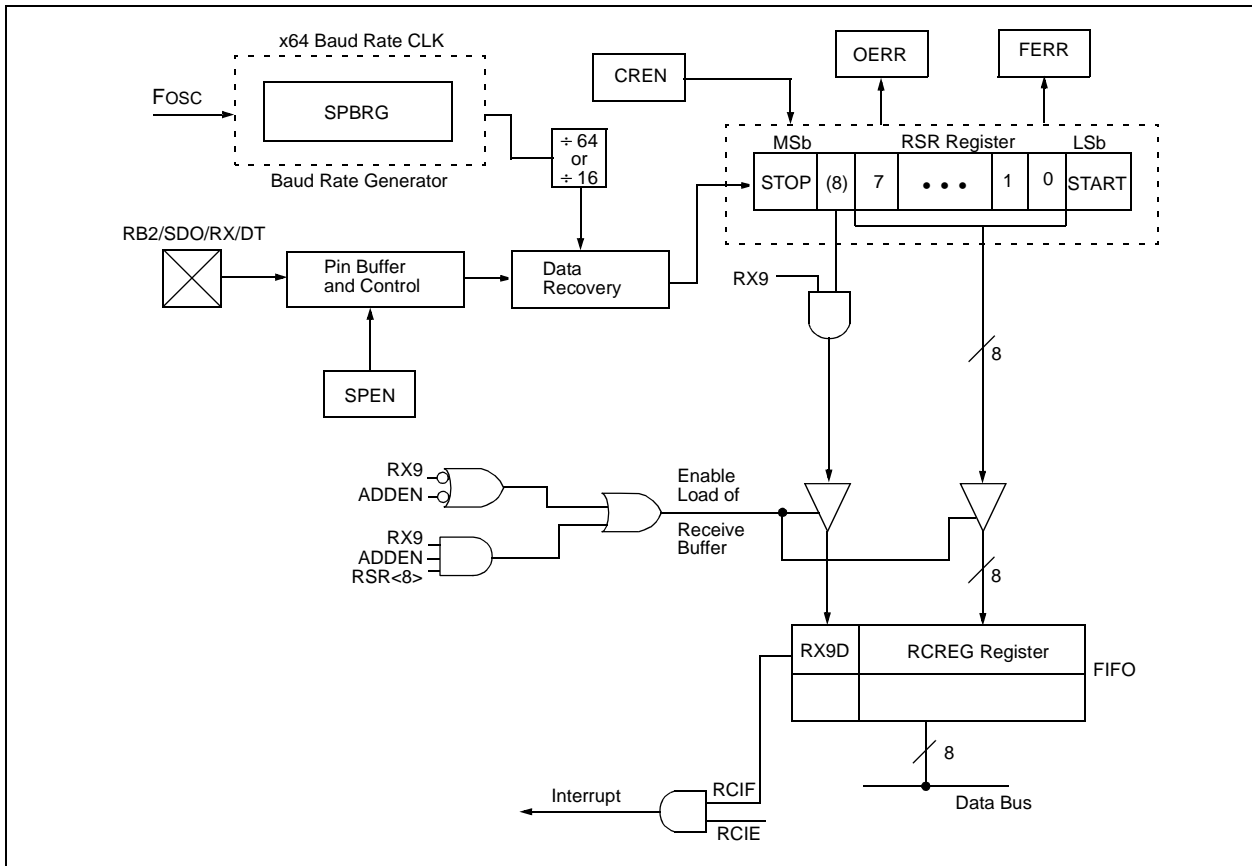 x64 Baud Rate CLK
FOSC
SPBRG
Baud Rate Generator
÷ 64
or
÷ 16
CREN
OERR
FERR
MSb
RSR Register
LSb
STOP
(8)
7
• • •
1
0
START
RB2/SDO/RX/DT
Pin Buffer
and Control
Data
Recovery
SPEN
RX9
8
RX9
ADDEN
RX9
ADDEN
RSR<8>
Enable
Load of
Receive
Buffer
8
RX9D
RCREG Register
FIFO
8
Data Bus
Interrupt
RCIF
RCIE